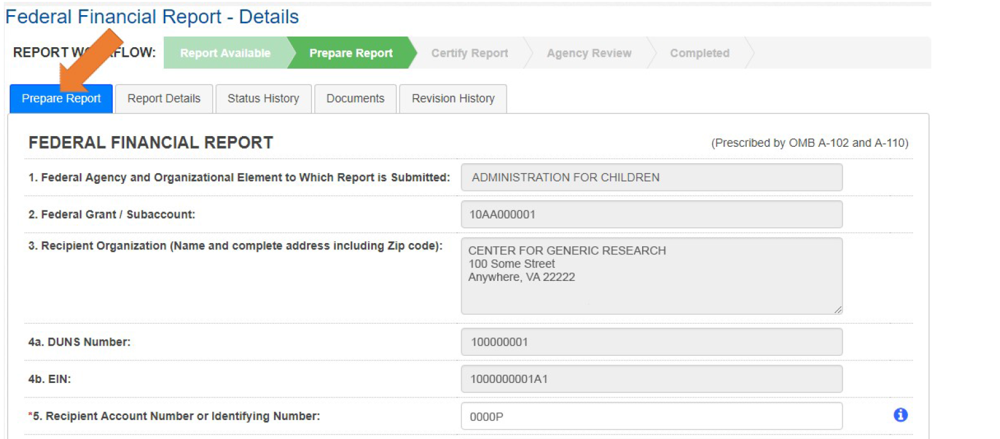 Federal Financial Report - Details
REPORT W FLOW:
Report Available
Prepare Report
Certify Report
Agency Review
Completed
Prepare Report
Report Details
Status History
Documents
Revision History
FEDERAL FINANCIAL REPORT
(Prescribed by OMB A-102 and A-110)
1. Federal Agency and Organizational Element to Which Report is Submitted:
ADMINISTRATION FOR CHILDREN
2. Federal Grant / Subaccount:
10AA000001
3. Recipient Organization (Name and complete address including Zip code):
CENTER FOR GENERIC RESEARCH
100 Some Street
Anywhere, VA 22222
4a. DUNS Number:
100000001
4b. EIN:
1000000001A1
*5. Recipient Account Number or Identifying Number:
0000P